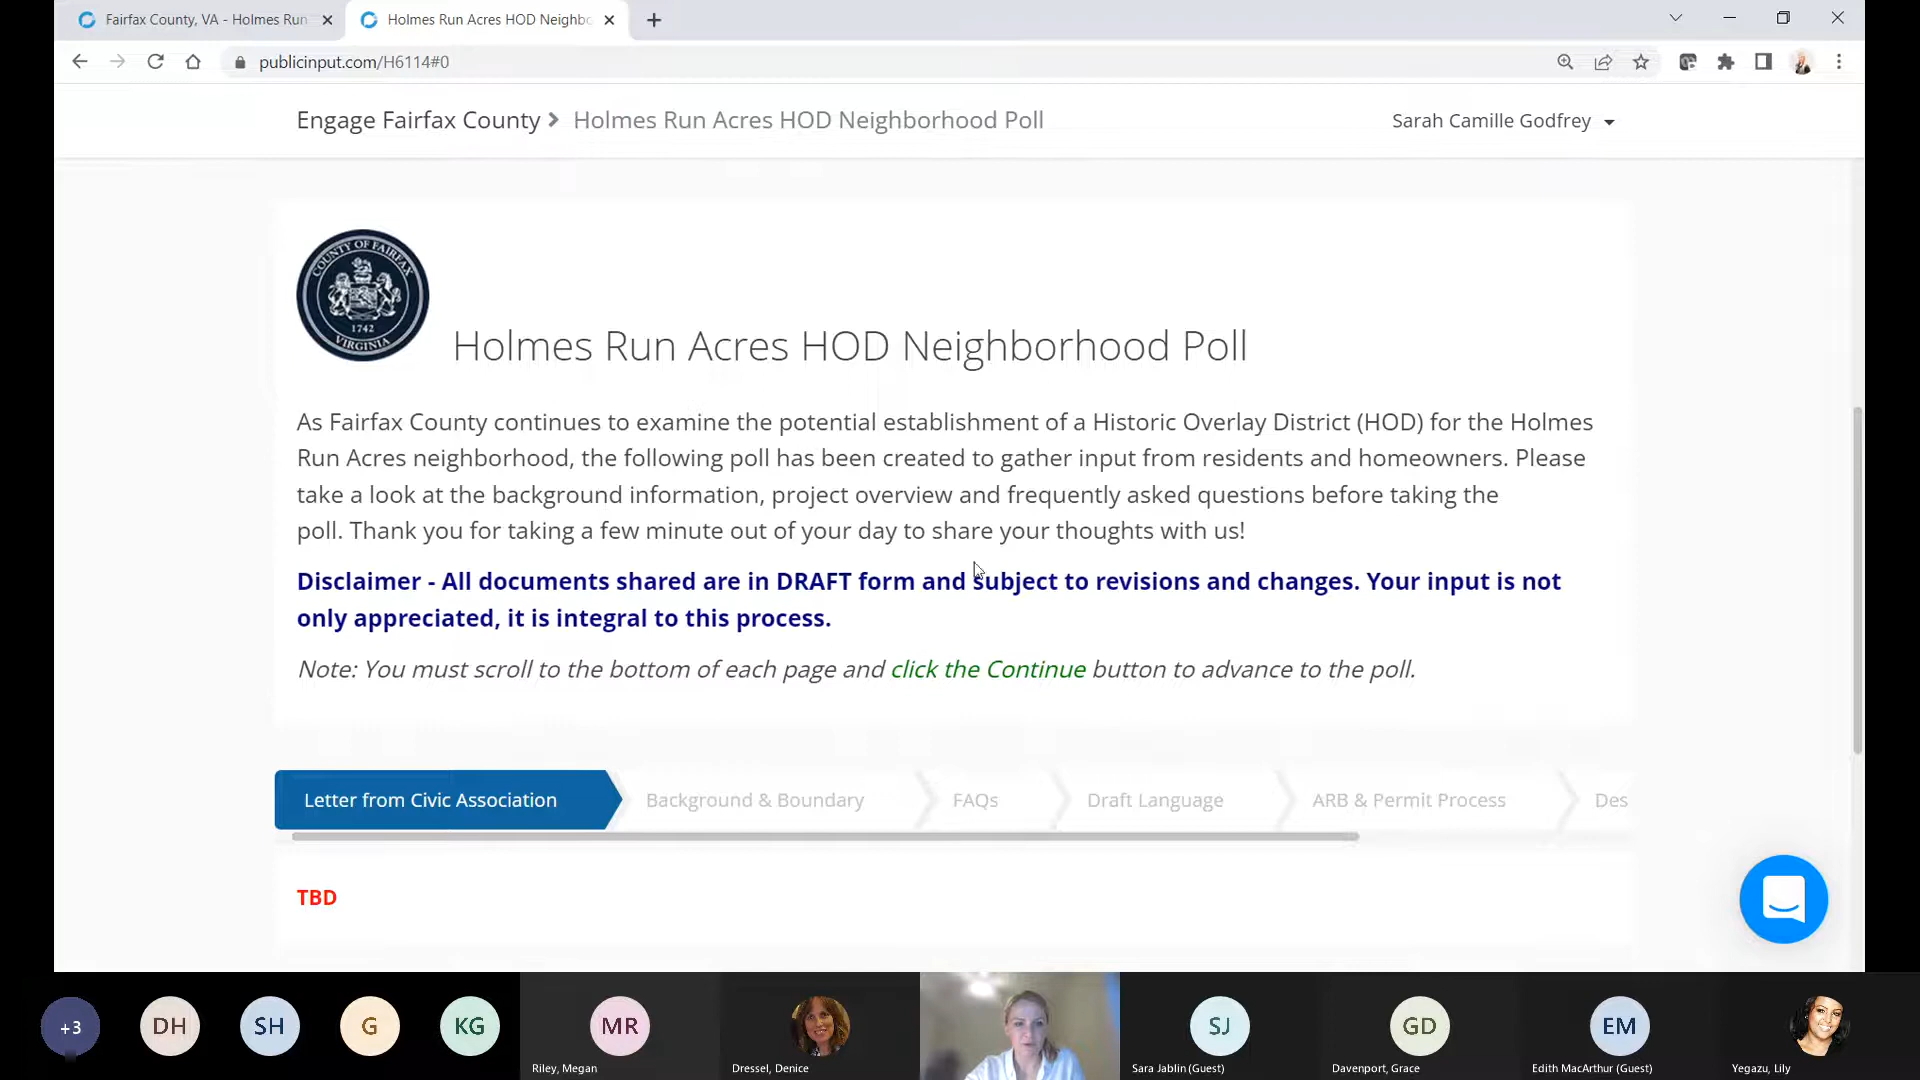 Fairfax County, VA - Holmes Run
Holmes Run Acres HOD Neighbo
publicinput.com/H6114#0
Engage Fairfax County
Holmes Run Acres HOD Neighborhood Poll
Sarah Camille Godfrey
COUNTY OF FAIRFAX
1742
VIRGINIA
Holmes Run Acres HOD Neighborhood Poll
As Fairfax County continues to examine the potential establishment of a Historic Overlay District (HOD) for the Holmes
Run Acres neighborhood, the following poll has been created to gather input from residents and homeowners. Please
take a look at the background information, project overview and frequently asked questions before taking the
poll. Thank you for taking a few minute out of your day to share your thoughts with us!
Disclaimer - All documents shared are in DRAFT form and subject to revisions and changes. Your input is not
only appreciated, it is integral to this process.
Note: You must scroll to the bottom of each page and click the Continue button to advance to the poll.
Letter from Civic Association
Background & Boundary
FAQs
Draft Language
ARB & Permit Process
Des
TBD
+3
DH
SH
G
KG
MR
SJ
GD
EM
Riley, Megan
Dressel, Denice
Sara Jablin (Guest)
Davenport, Grace
Edith MacArthur (Guest)
Yegazu, Lily